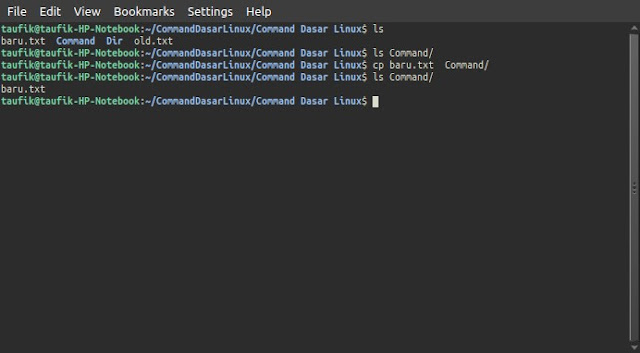 File Edit View Bookmarks Settings Help
taufik@taufik-HP-Notebook:~/CommandDasarLinux/Command Dasar Linux$ ls
baru.txt  Command  Dir  old.txt
taufik@taufik-HP-Notebook:~/CommandDasarLinux/Command Dasar Linux$ ls Command/
taufik@taufik-HP-Notebook:~/CommandDasarLinux/Command Dasar Linux$ cp baru.txt  Command/
taufik@taufik-HP-Notebook:~/CommandDasarLinux/Command Dasar Linux$ ls Command/
baru.txt
taufik@taufik-HP-Notebook:~/CommandDasarLinux/Command Dasar Linux$